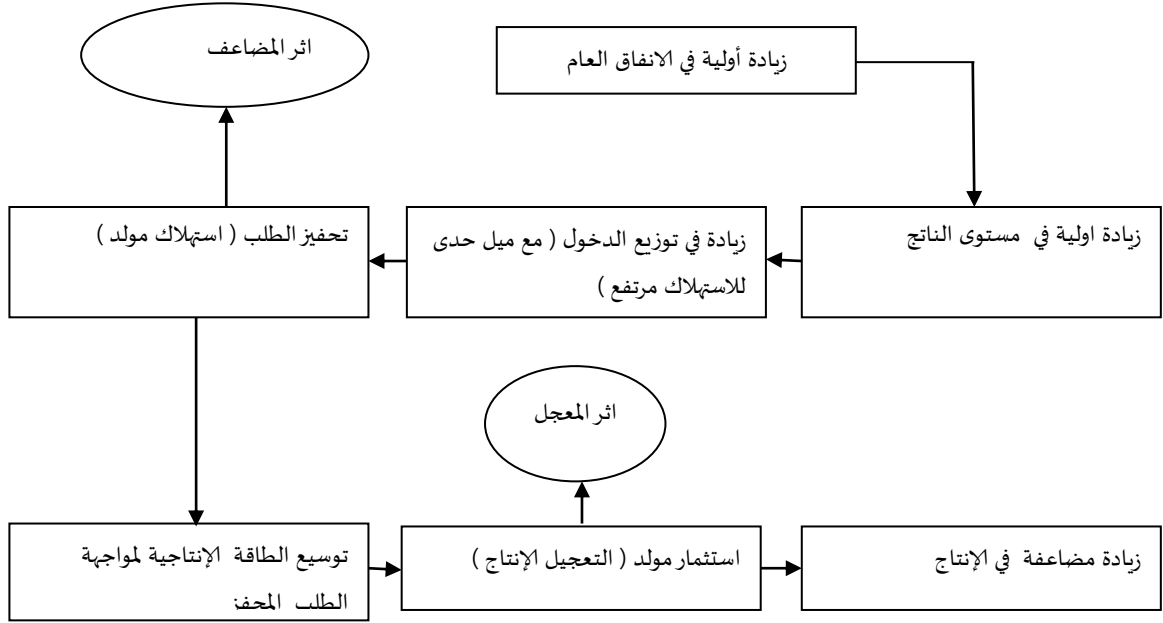 اثر المضاعف
زيادة أولية في الانفاق العام
زيادة اولية في مستوى الناتج
زيادة في توزيع الدخول ( مع ميل حدى
للاستهلاك مرتفع )
تحفيز الطلب ( استهلاك مولد )
اثر المعجل
توسيع الطاقة الإنتاجية لمواجهة
الطلب المحفز
استثمار مولد ( التعجيل الإنتاج )
زيادة مضاعفة في الإنتاج